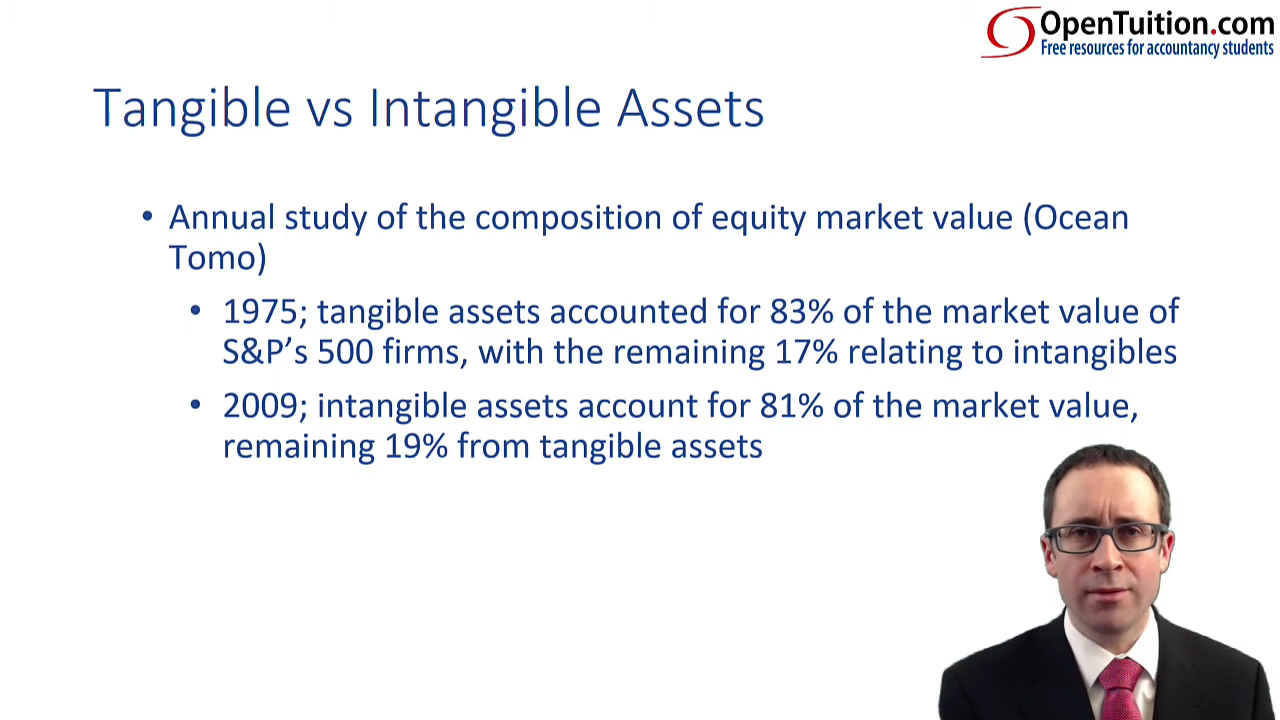 OpenTuition.com
Free resources for accountancy students
Tangible vs Intangible Assets
• Annual study of the composition of equity market value (Ocean
Tomo)
• 1975; tangible assets accounted for 83% of the market value of
S&P’s 500 firms, with the remaining 17% relating to intangibles
• 2009; intangible assets account for 81% of the market value,
remaining 19% from tangible assets